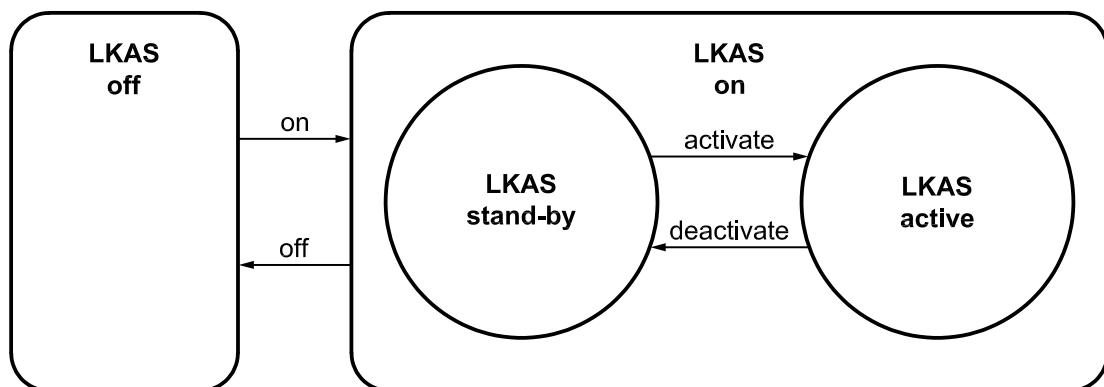 LKAS
off
on
off
LKAS
on
LKAS
stand-by
activate
deactivate
LKAS
active